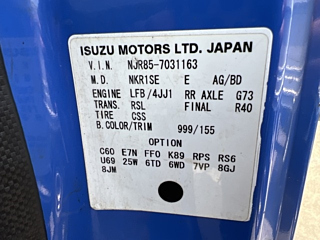 ISUZU MOTORS LTD. JAPAN
V.I.N. NJR85-7031163
M.D. NKR1SE E AG/BD
ENGINE LFB/4JJ1 RR AXLE G73
TRANS. RSL FINAL R40
TIRE CSS
B.COLOR/TRIM 999/155
OPTION
C60 E7N FFO K89 RPS RS6
U69 25W 6TD 6WD 7VP 8GJ
8JM